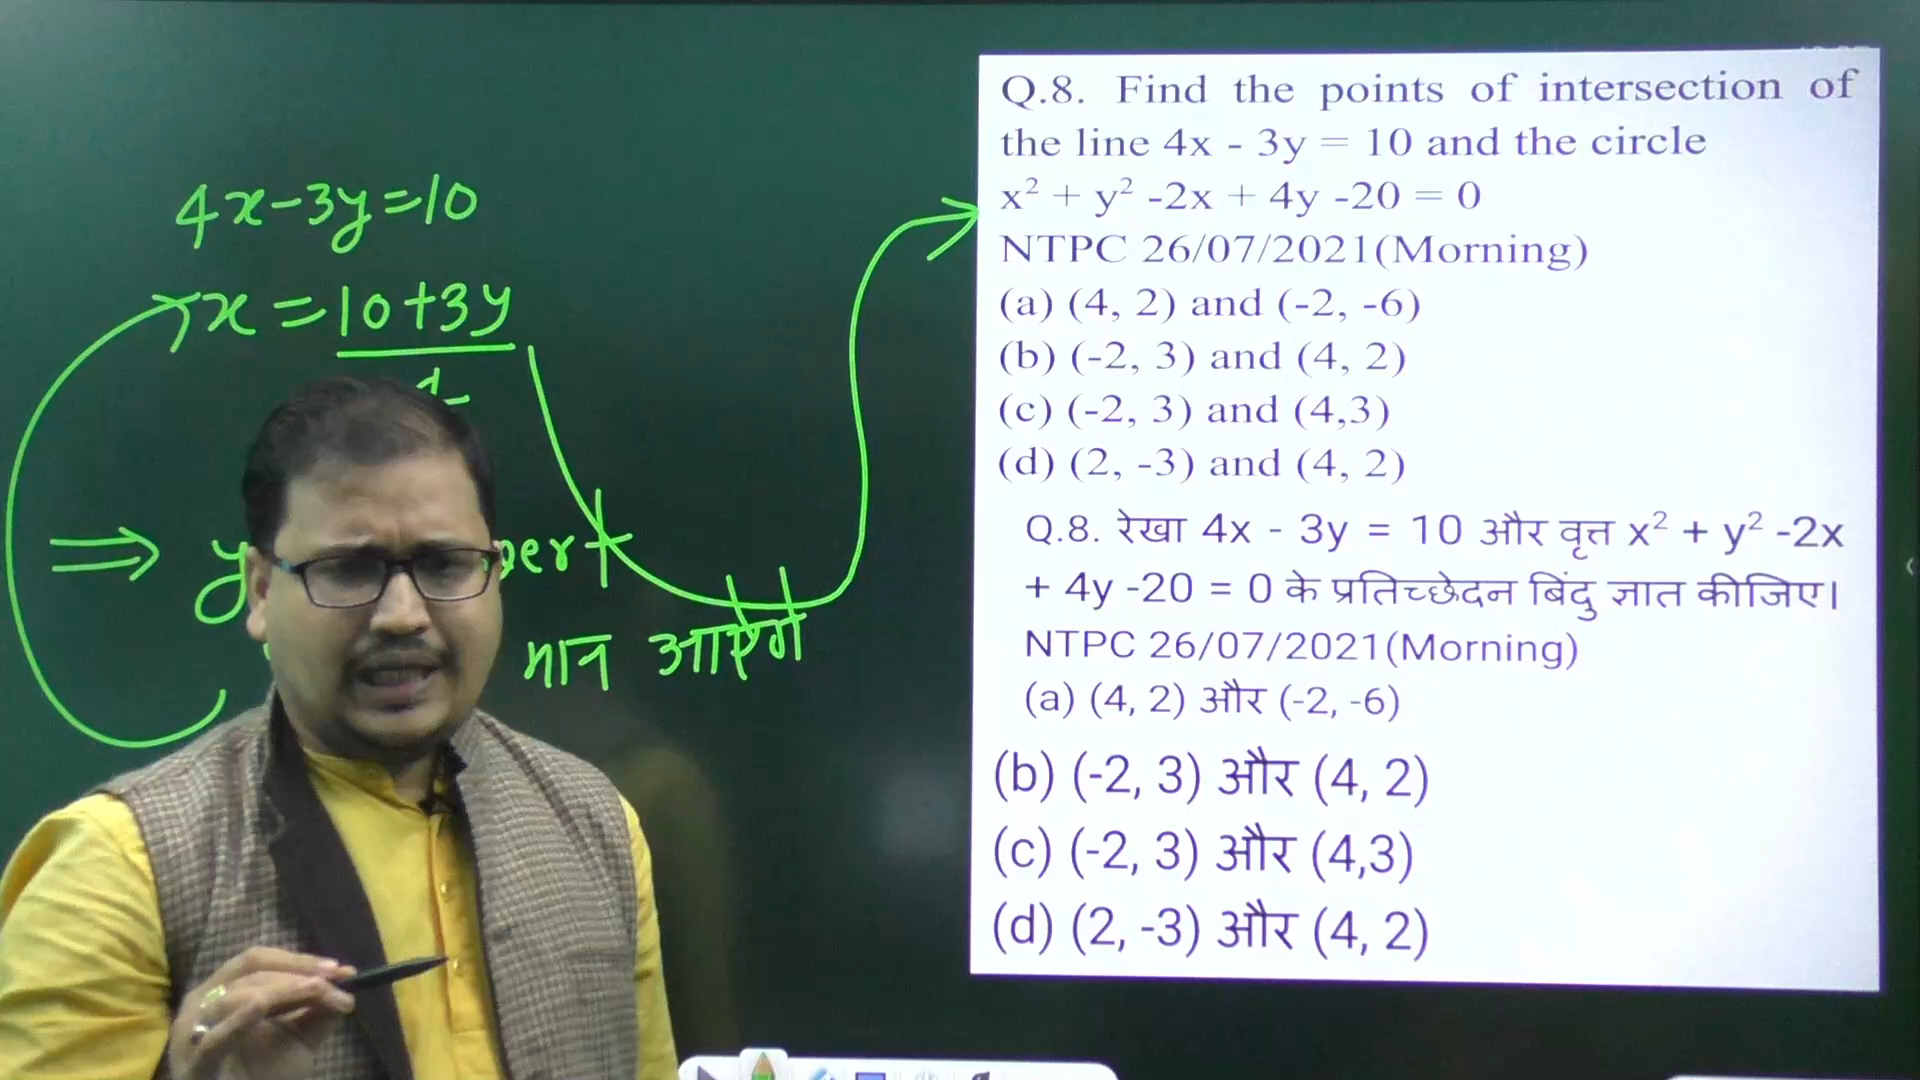 4x-3y=10
x = 10+3y
⇒ y
मान आएंगे
Q.8. Find the points of intersection of
the line 4x - 3y = 10 and the circle
x² + y² -2x + 4y -20 = 0
NTPC 26/07/2021(Morning)
(a) (4, 2) and (-2, -6)
(b) (-2, 3) and (4, 2)
(c) (-2, 3) and (4,3)
(d) (2, -3) and (4, 2)
Q.8. रेखा 4x - 3y = 10 और वृत्त x² + y² -2x
+ 4y -20 = 0 के प्रतिच्छेदन बिंदु ज्ञात कीजिए।
NTPC 26/07/2021(Morning)
(a) (4, 2) और (-2, -6)
(b) (-2, 3) और (4, 2)
(c) (-2, 3) और (4,3)
(d) (2, -3) और (4, 2)